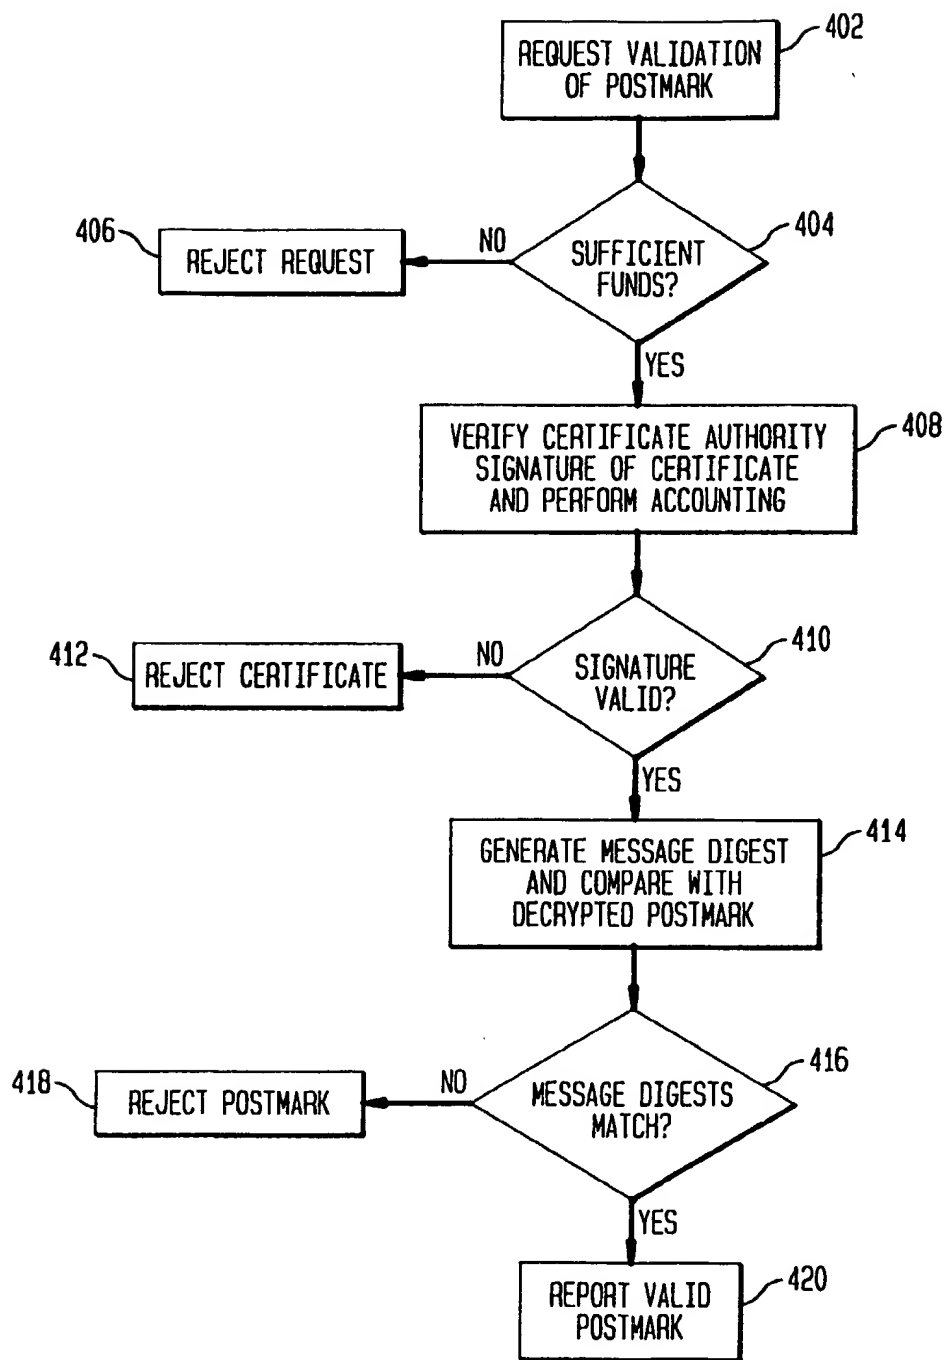 402
REQUEST VALIDATION
OF POSTMARK
406
REJECT REQUEST
NO
SUFFICIENT
FUNDS?
404
YES
VERIFY CERTIFICATE AUTHORITY
SIGNATURE OF CERTIFICATE
AND PERFORM ACCOUNTING
408
412
REJECT CERTIFICATE
NO
SIGNATURE
VALID?
410
YES
GENERATE MESSAGE DIGEST
AND COMPARE WITH
DECRYPTED POSTMARK
414
418
REJECT POSTMARK
NO
MESSAGE DIGESTS
MATCH?
416
YES
REPORT VALID
POSTMARK
420